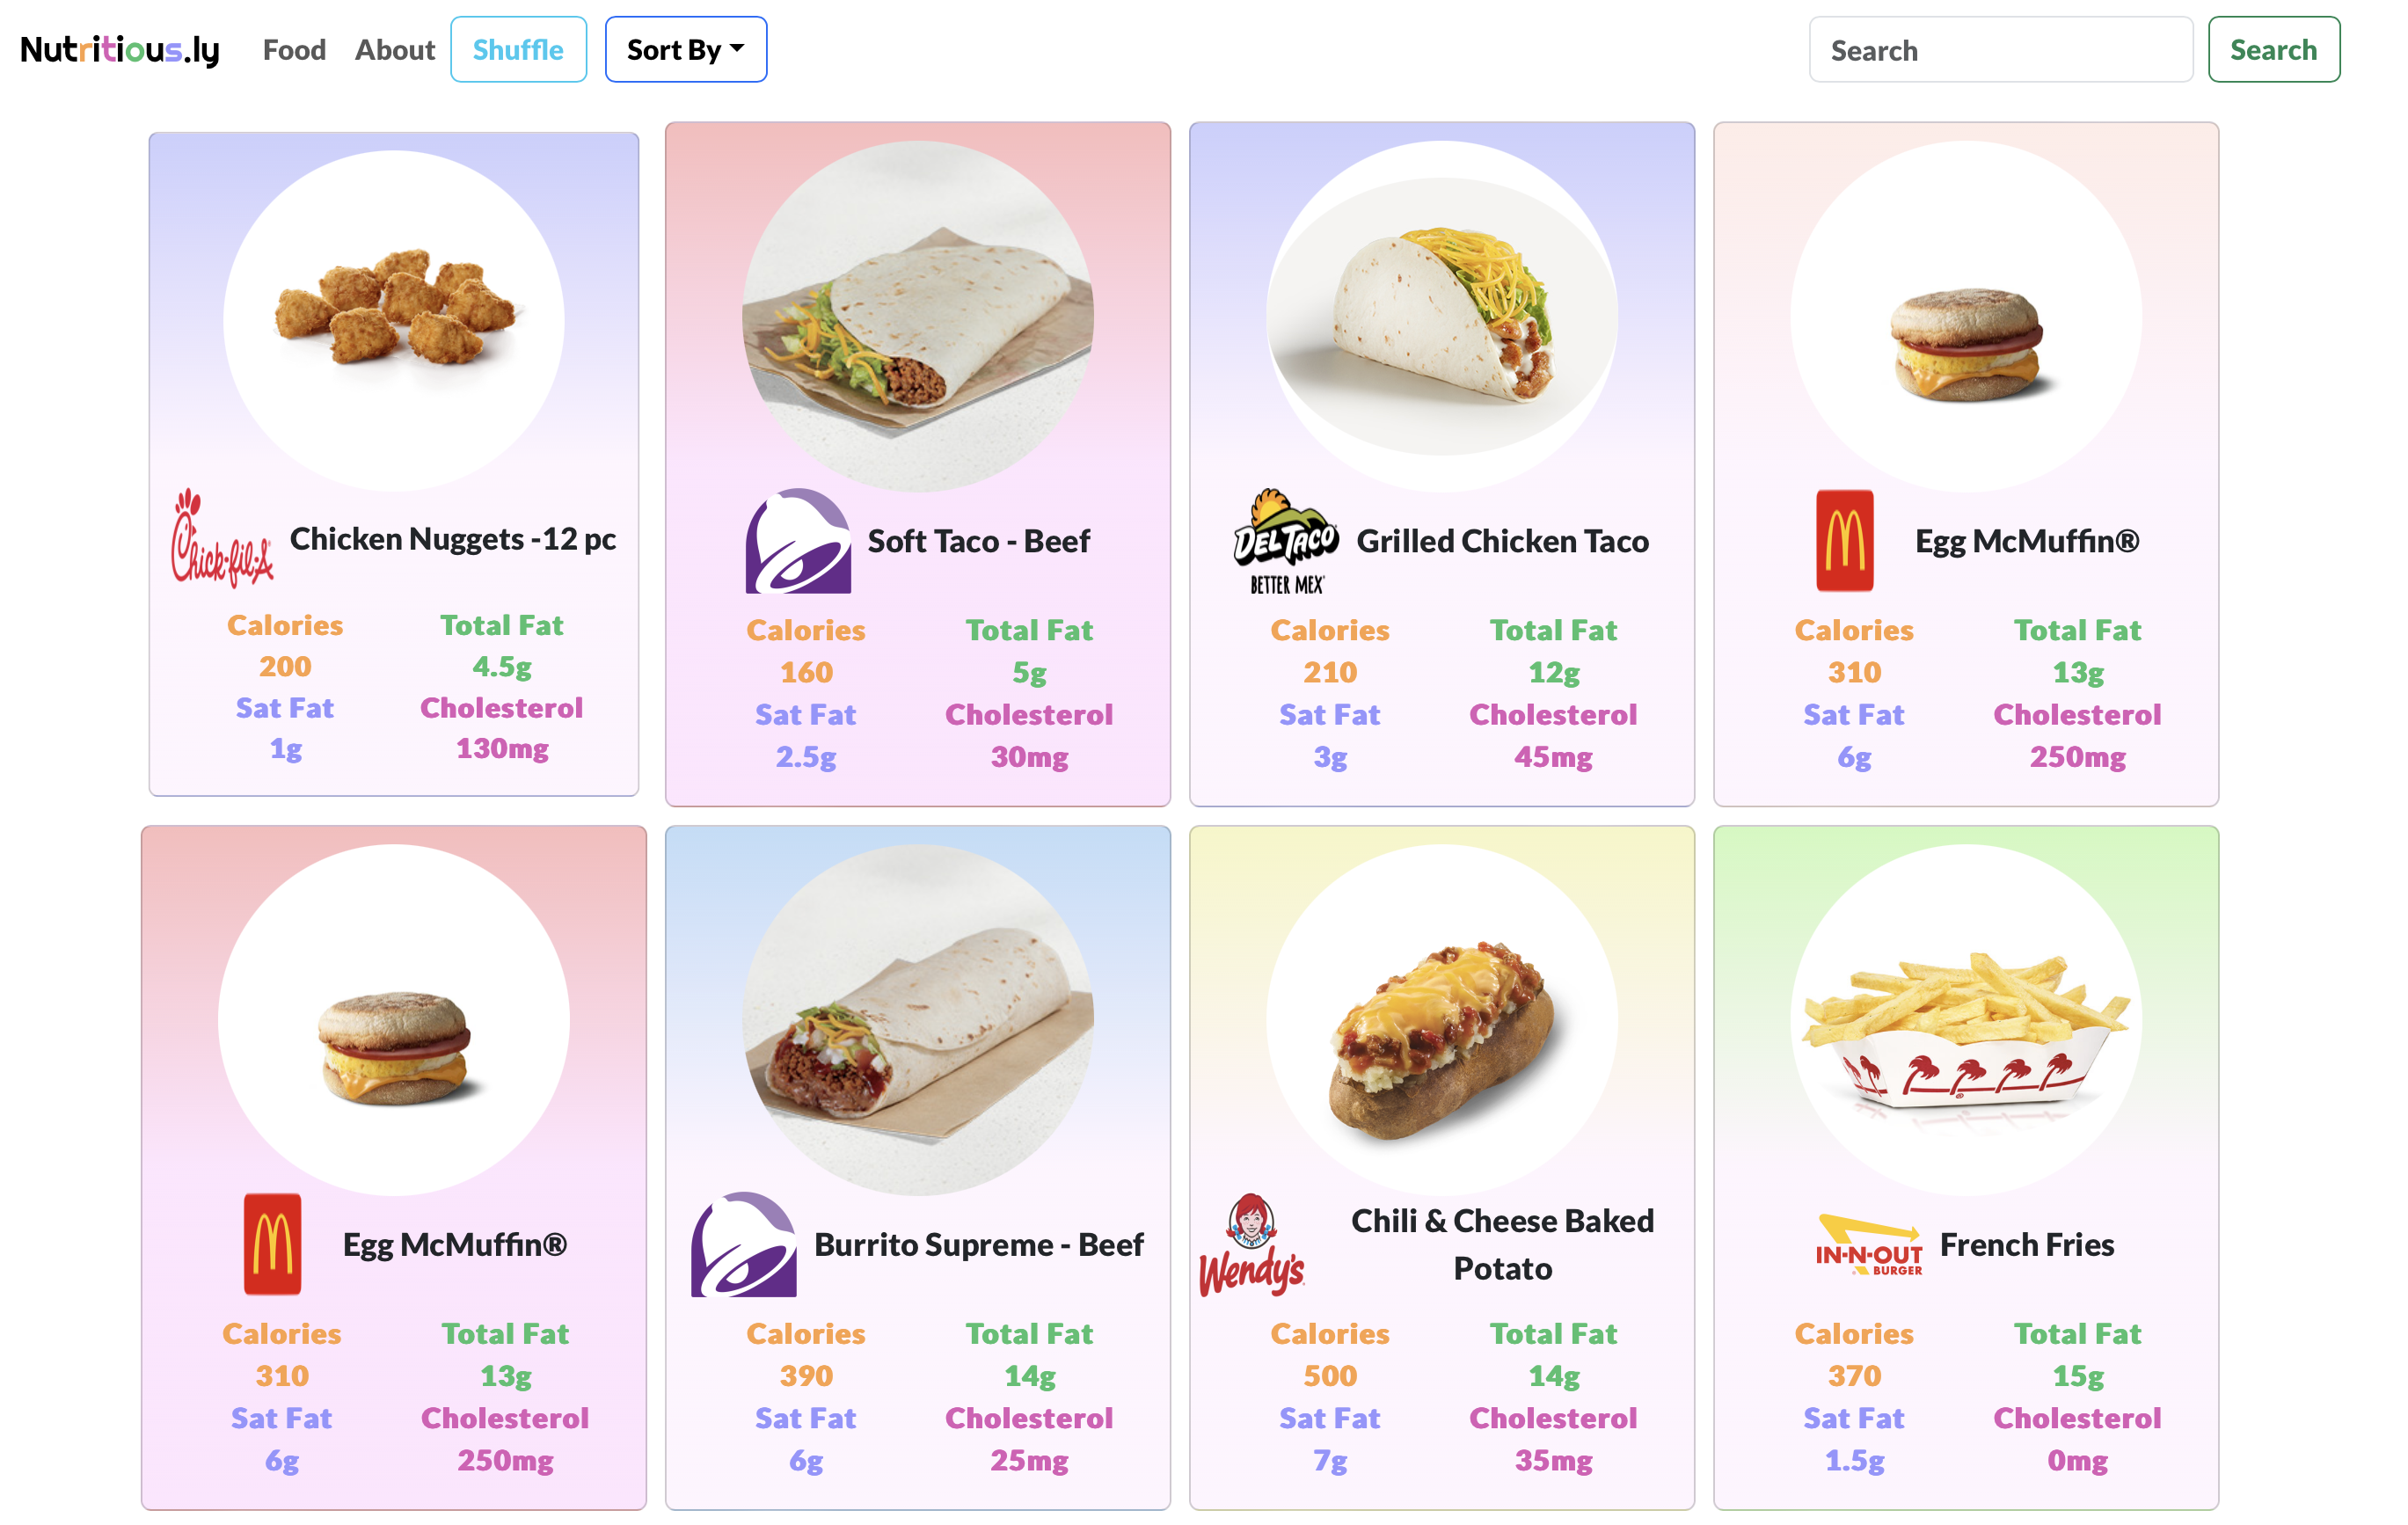 Nutritious.ly Food About Shuffle Sort By Search Search
Chick-fil-A Chicken Nuggets -12 pc
Calories Total Fat
200 4.5g
Sat Fat Cholesterol
1g 130mg
Soft Taco - Beef
Calories Total Fat
160 5g
Sat Fat Cholesterol
2.5g 30mg
DEL TACO
BETTER MEX
Grilled Chicken Taco
Calories Total Fat
210 12g
Sat Fat Cholesterol
3g 45mg
Egg McMuffin®
Calories Total Fat
310 13g
Sat Fat Cholesterol
6g 250mg
Egg McMuffin®
Calories Total Fat
310 13g
Sat Fat Cholesterol
6g 250mg
Burrito Supreme - Beef
Calories Total Fat
390 14g
Sat Fat Cholesterol
6g 25mg
Wendy's
Chili & Cheese Baked
Potato
Calories Total Fat
500 14g
Sat Fat Cholesterol
7g 35mg
IN-N-OUT
BURGER
French Fries
Calories Total Fat
370 15g
Sat Fat Cholesterol
1.5g 0mg